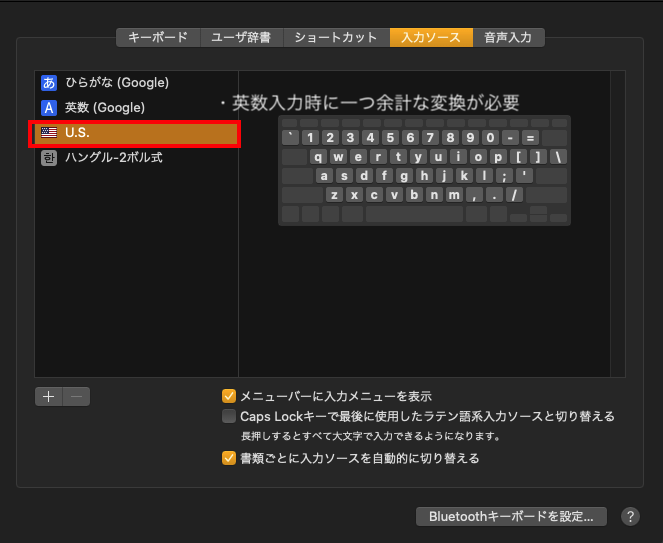 キーボード ユーザ辞書 ショートカット 入力ソース 音声入力
あ ひらがな (Google)
A 英数 (Google)
U.S.
한 ハングル-2ボル式
・英数入力時に一つ余計な変換が必要
` 1 2 3 4 5 6 7 8 9 0 - =
q w e r t y u i o p [ ] \
a s d f g h j k l ; '
z x c v b n m , . /
+ −
メニューバーに入力メニューを表示
Caps Lockキーで最後に使用したラテン語系入力ソースと切り替える
長押しするとすべて大文字で入力できるようになります。
書類ごとに入力ソースを自動的に切り替える
Bluetoothキーボードを設定... ?